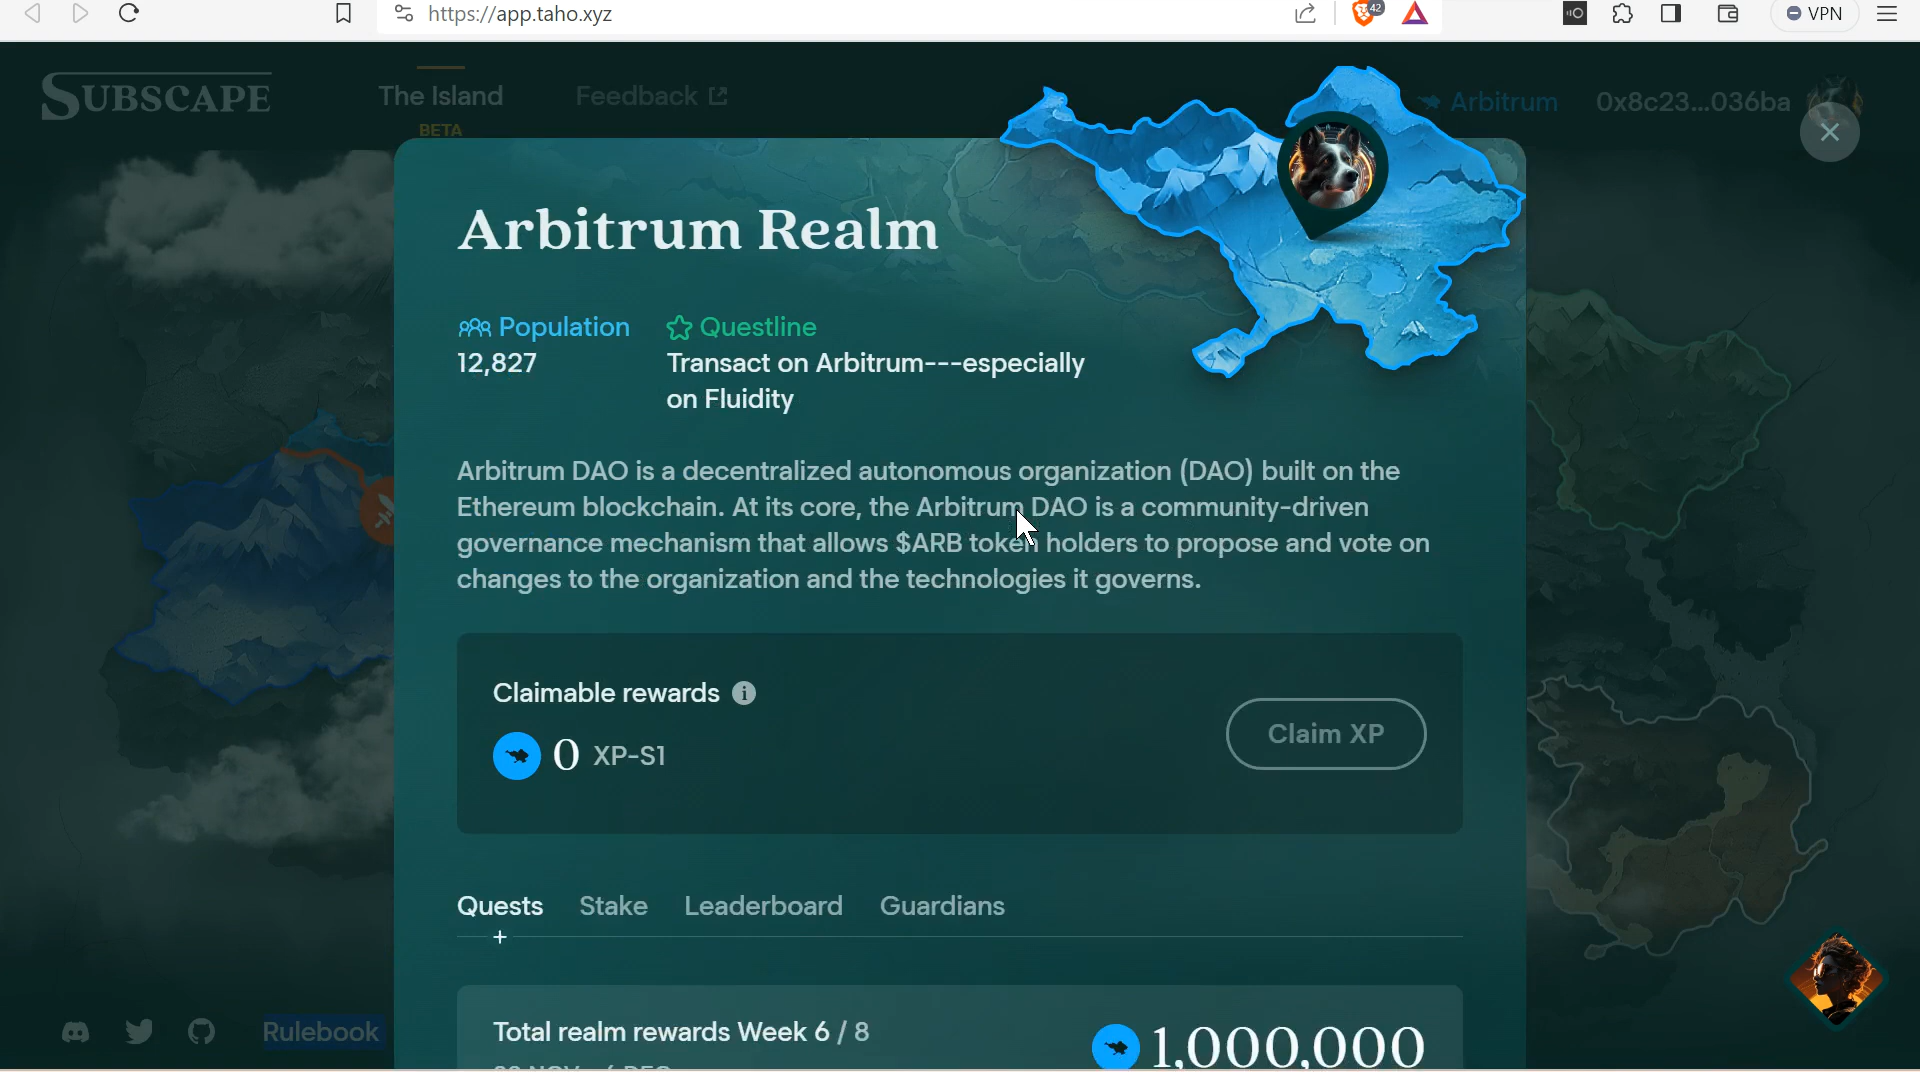 https://app.taho.xyz
42
VPN
SUBSCAPE
The Island
BETA
Feedback
Arbitrum
0x8c23...036ba
Arbitrum Realm
Population
12,827
Questline
Transact on Arbitrum---especially
on Fluidity
Arbitrum DAO is a decentralized autonomous organization (DAO) built on the
Ethereum blockchain. At its core, the Arbitrum DAO is a community-driven
governance mechanism that allows $ARB token holders to propose and vote on
changes to the organization and the technologies it governs.
Claimable rewards
0 XP-S1
Claim XP
Quests
Stake
Leaderboard
Guardians
Total realm rewards Week 6 / 8
1,000,000
Rulebook